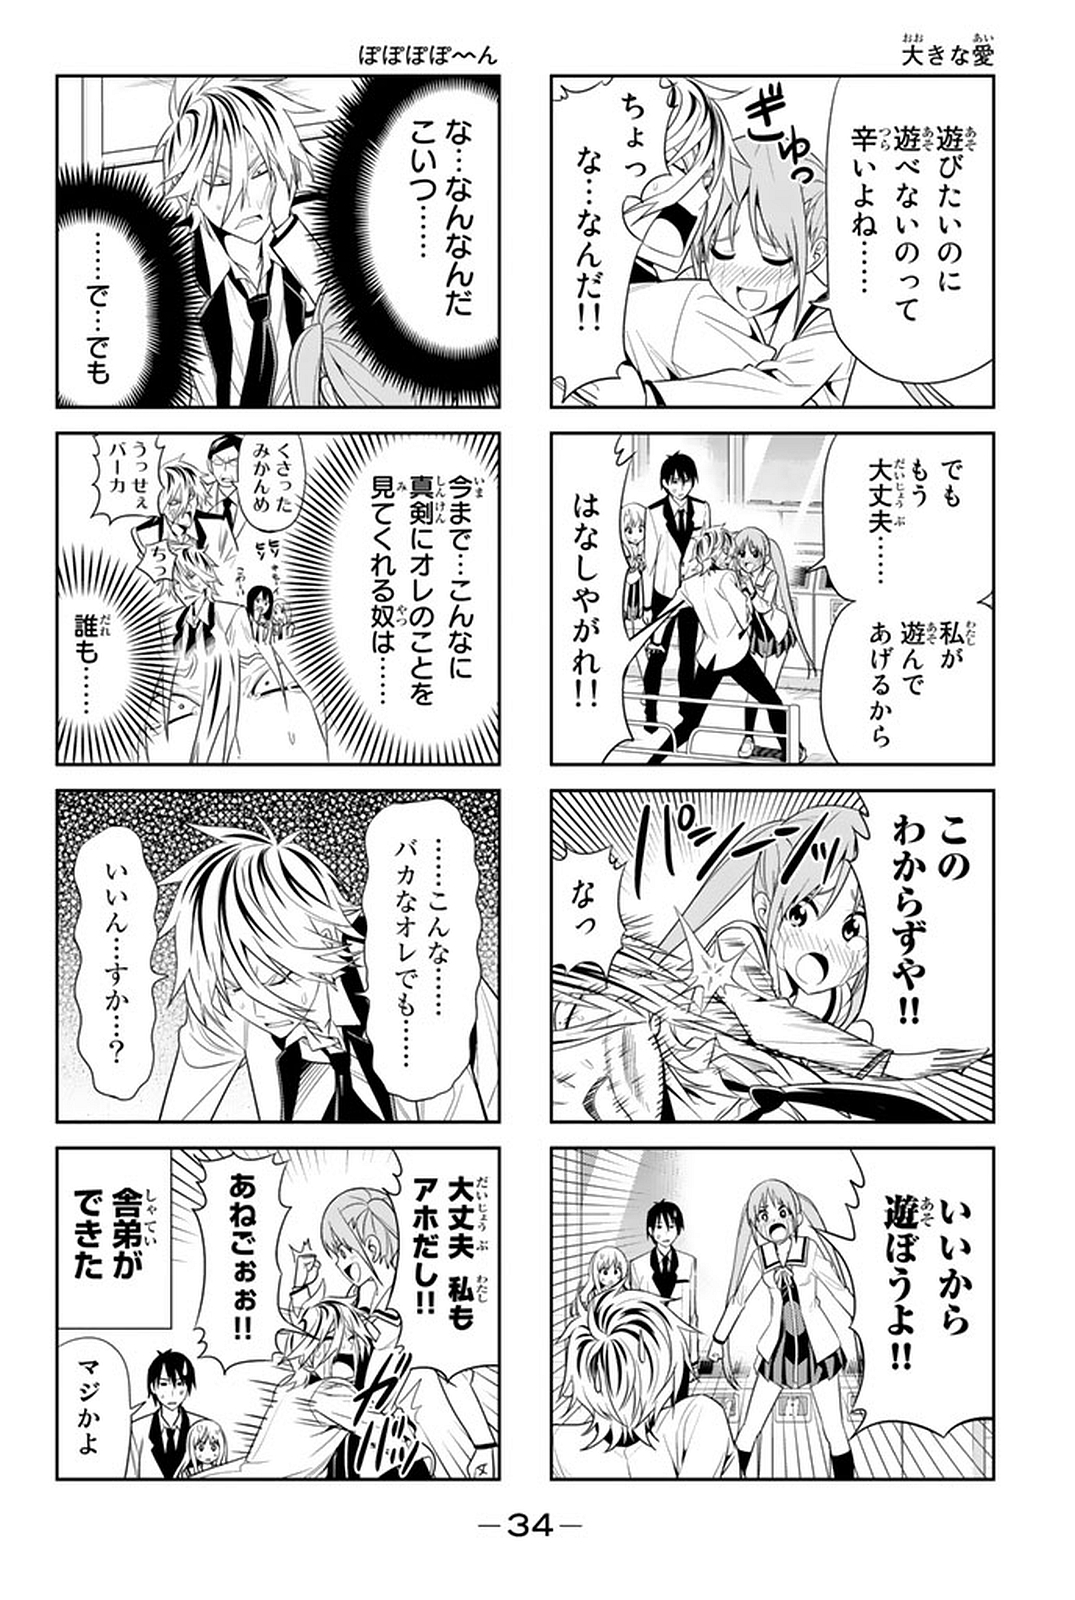 大きな愛
遊びたいのに
遊べないのって
辛いよね……
ぎゅっ
ちょっ
な…なんだ!!
でも
もう
大丈夫……
私が
遊んで
あげるから
はなしやがれ!!
この
わからずや!!
パシーン
なっ
いいから
遊ぼうよ!!
ぽぽぽぽ〜ん
な…なんなんだ
こいつ……
……で…でも
今まで…こんなに
真剣にオレのことを
見てくれる奴は……
くさった
みかんめ
うっせぇ
バーカ
ちっ
ヒソ
ヒソ
誰も……
……こんな……
バカなオレでも……
いいん…すか…?
大丈夫 私も
アホだし!!
あねごぉぉ!!
ガバッ
舎弟が
できた
マジかよ
—34—